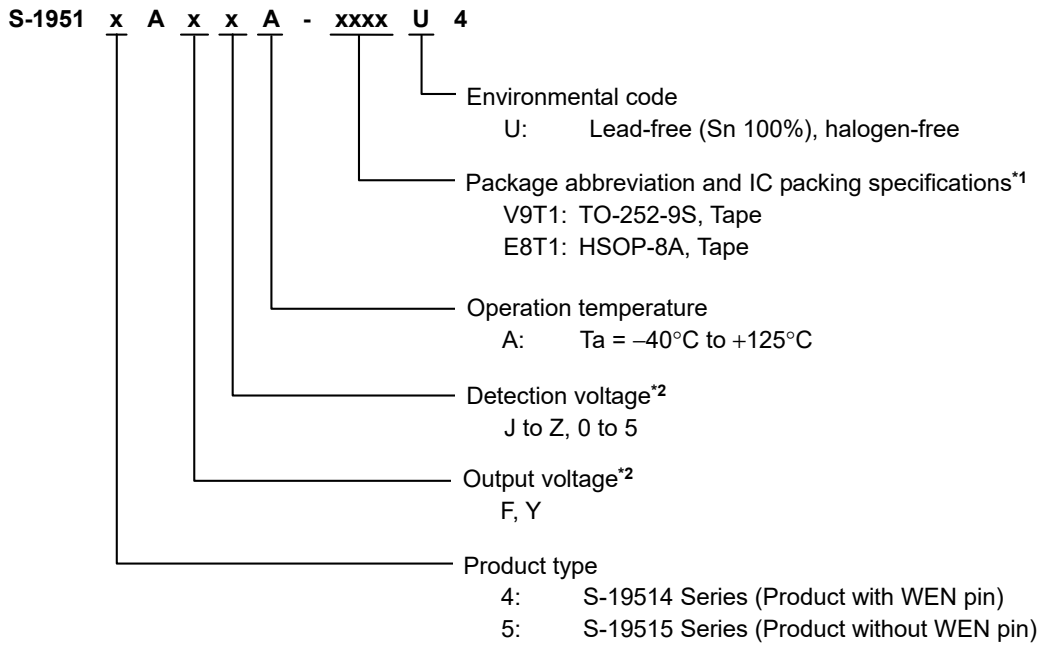 S-1951 x A x x A - xxxx U 4
Environmental code
U: Lead-free (Sn 100%), halogen-free
Package abbreviation and IC packing specifications*1
V9T1: TO-252-9S, Tape
E8T1: HSOP-8A, Tape
Operation temperature
A: Ta = −40°C to +125°C
Detection voltage*2
J to Z, 0 to 5
Output voltage*2
F, Y
Product type
4: S-19514 Series (Product with WEN pin)
5: S-19515 Series (Product without WEN pin)